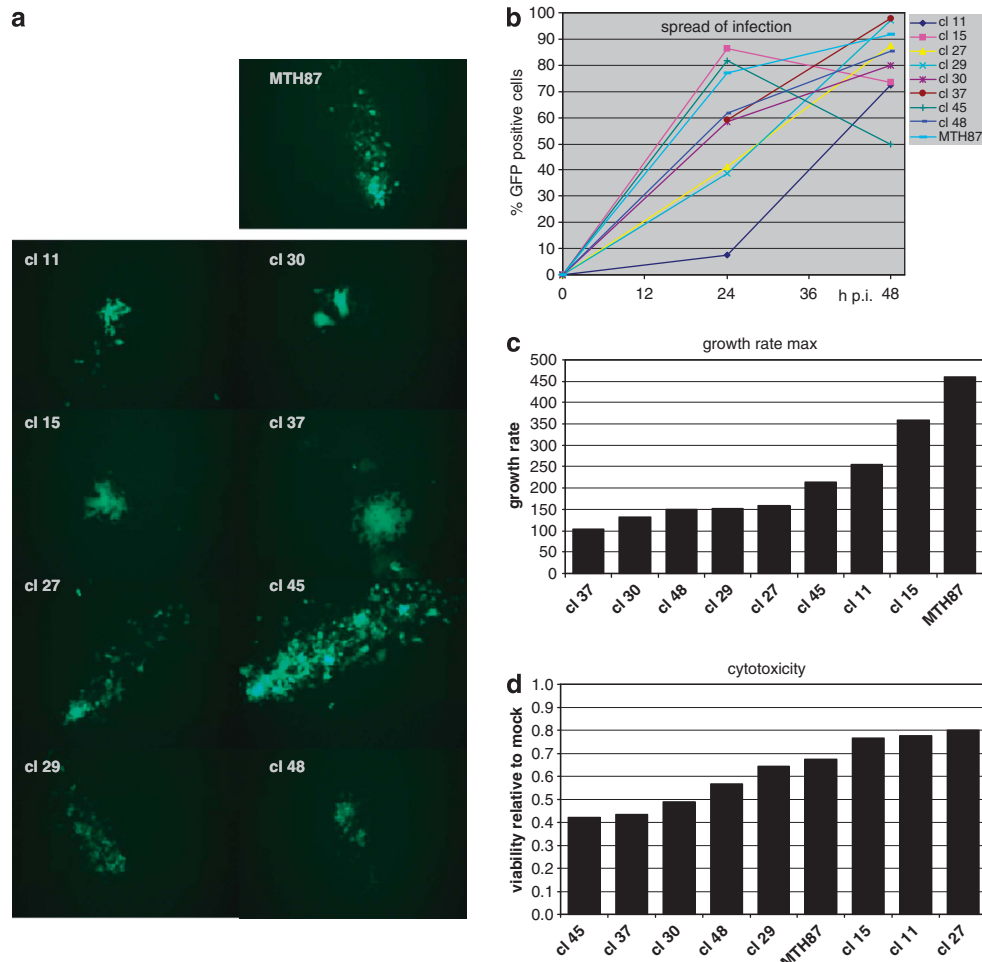 a
MTH87
cl 11
cl 30
cl 15
cl 37
cl 27
cl 45
cl 29
cl 48
b
spread of infection
% GFP positive cells
100
90
80
70
60
50
40
30
20
10
0
0 12 24 36 h p.i. 48
cl 11
cl 15
cl 27
cl 29
cl 30
cl 37
cl 45
cl 48
MTH87
c
growth rate max
growth rate
500
450
400
350
300
250
200
150
100
50
0
cl 37 cl 30 cl 48 cl 29 cl 27 cl 45 cl 11 cl 15 MTH87
d
cytotoxicity
viability relative to mock
1.0
0.9
0.8
0.7
0.6
0.5
0.4
0.3
0.2
0.1
0.0
cl 45 cl 37 cl 30 cl 48 cl 29 MTH87 cl 15 cl 11 cl 27